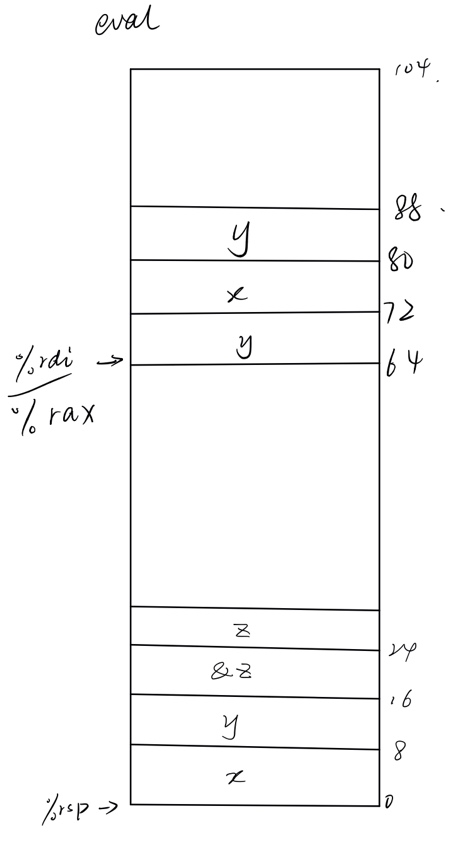 eval
104.
88.
y
80
x
72
y
%rdi →
64
%rax
z
24
&z
16
y
8
x
%rsp →
0